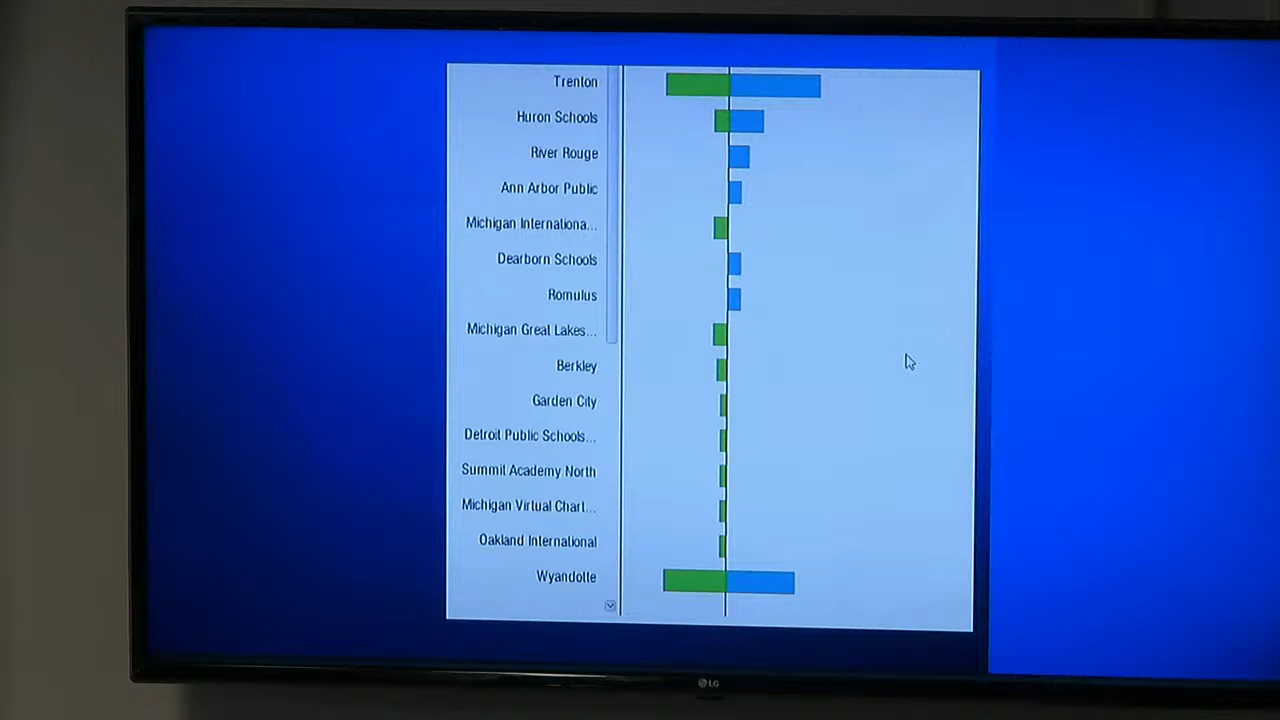 Trenton
Huron Schools
River Rouge
Ann Arbor Public
Michigan Internationa...
Dearborn Schools
Romulus
Michigan Great Lakes...
Berkley
Garden City
Detroit Public Schools...
Summit Academy North
Michigan Virtual Chart...
Oakland International
Wyandotte
LG